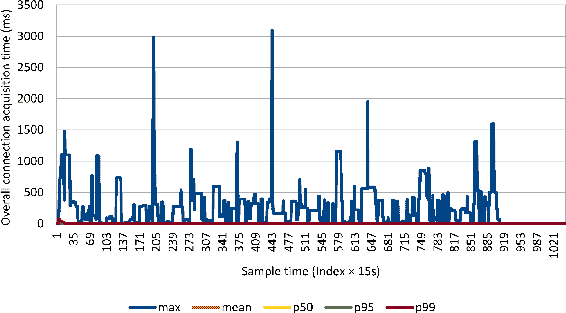 Overall connection acquisition time (ms)
3500
3000
2500
2000
1500
1000
500
0
1 35 69 103 137 171 205 239 273 307 341 375 409 443 477 511 545 579 613 647 681 715 749 783 817 851 885 919 953 987 1021
Sample time (Index × 15s)
max mean p50 p95 p99